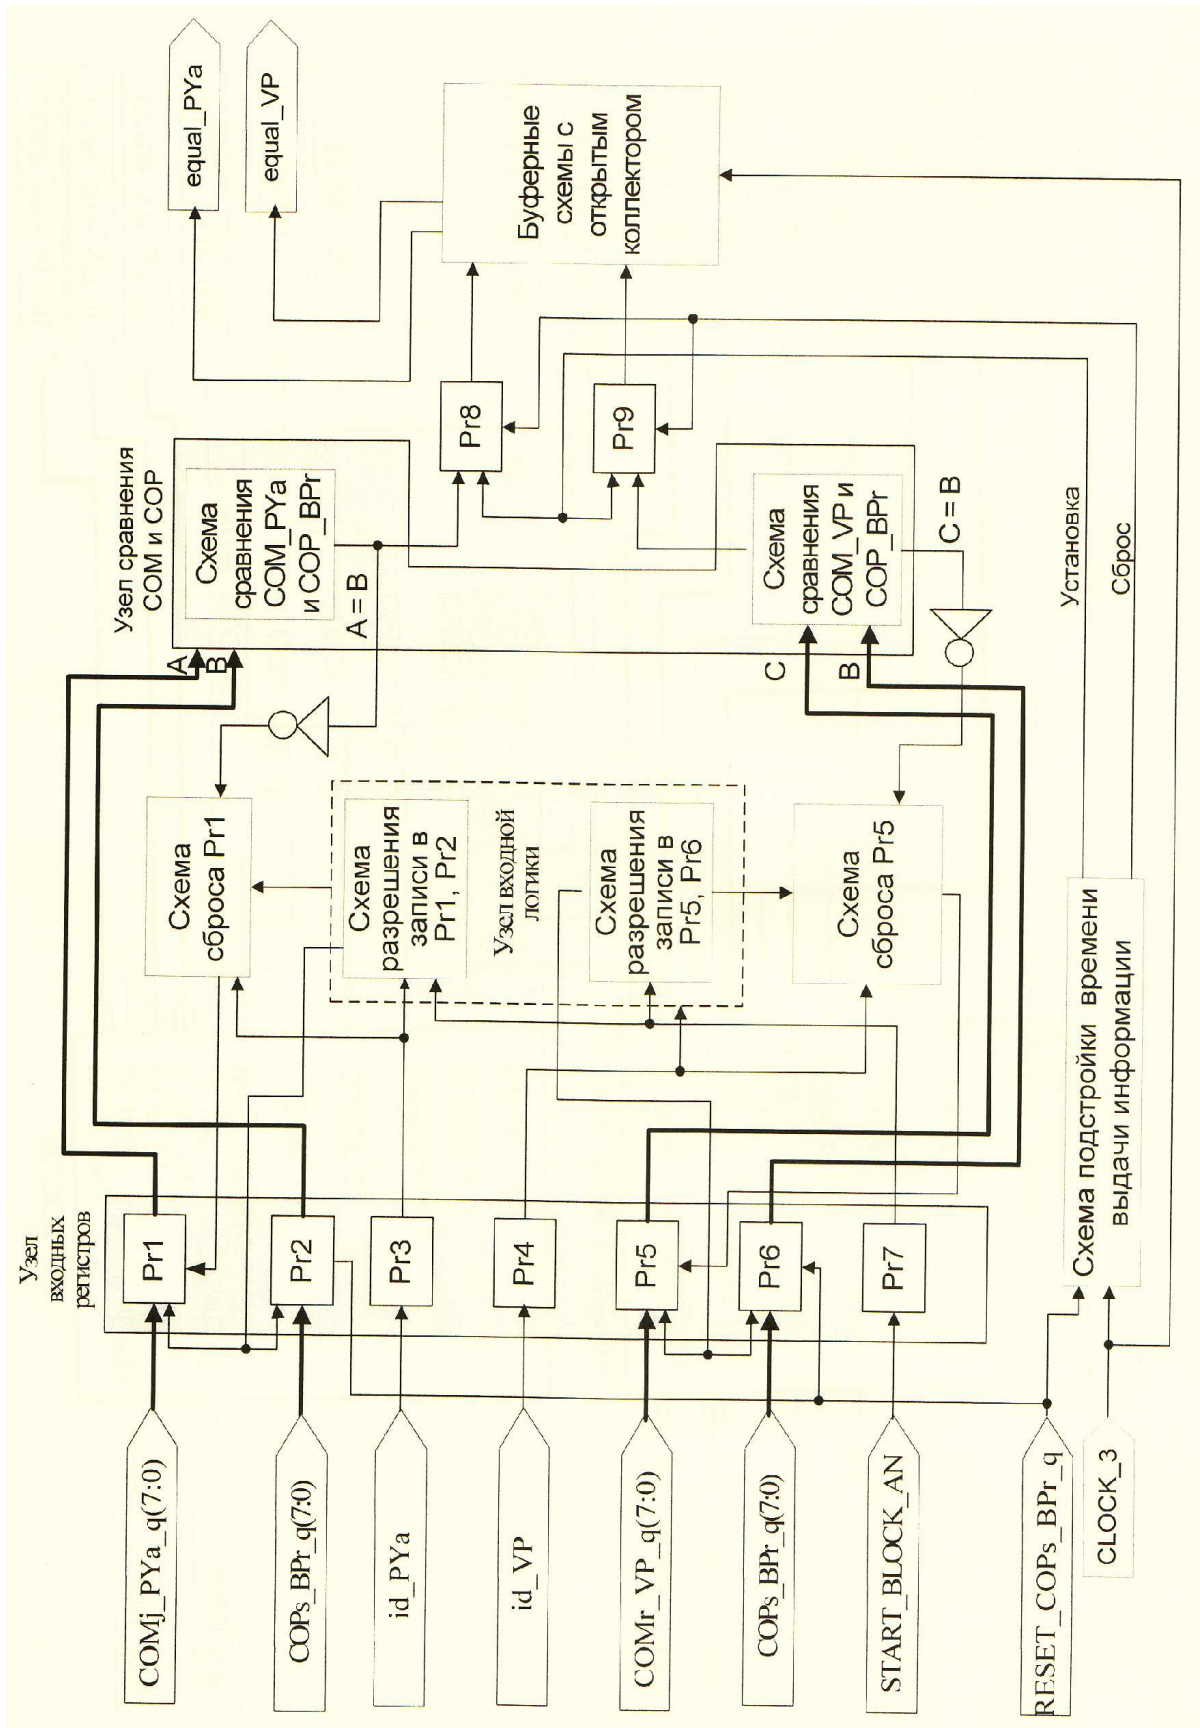 COMj_PYa_q(7:0)
COPs_BPr_q(7:0)
id_PYa
id_VP
COMr_VP_q(7:0)
COPs_BPr_q(7:0)
START_BLOCK_AN
RESET_COPs_BPr_q
CLOCK_3
Узел
входных
регистров
Pr1
Pr2
Pr3
Pr4
Pr5
Pr6
Pr7
Схема
сброса Pr1
Схема
разрешения
записи в
Pr1, Pr2
Узел входной
логики
Схема
разрешения
записи в
Pr5, Pr6
Схема
сброса Pr5
Схема подстройки времени
выдачи информации
Узел сравнения
COM и COP
A
B
Схема
сравнения
COM_PYa
и COP_BPr
A = B
C
B
Схема
сравнения
COM_VP и
COP_BPr
C = B
Установка
Сброс
Pr8
Pr9
Буферные
схемы с
открытым
коллектором
equal_PYa
equal_VP